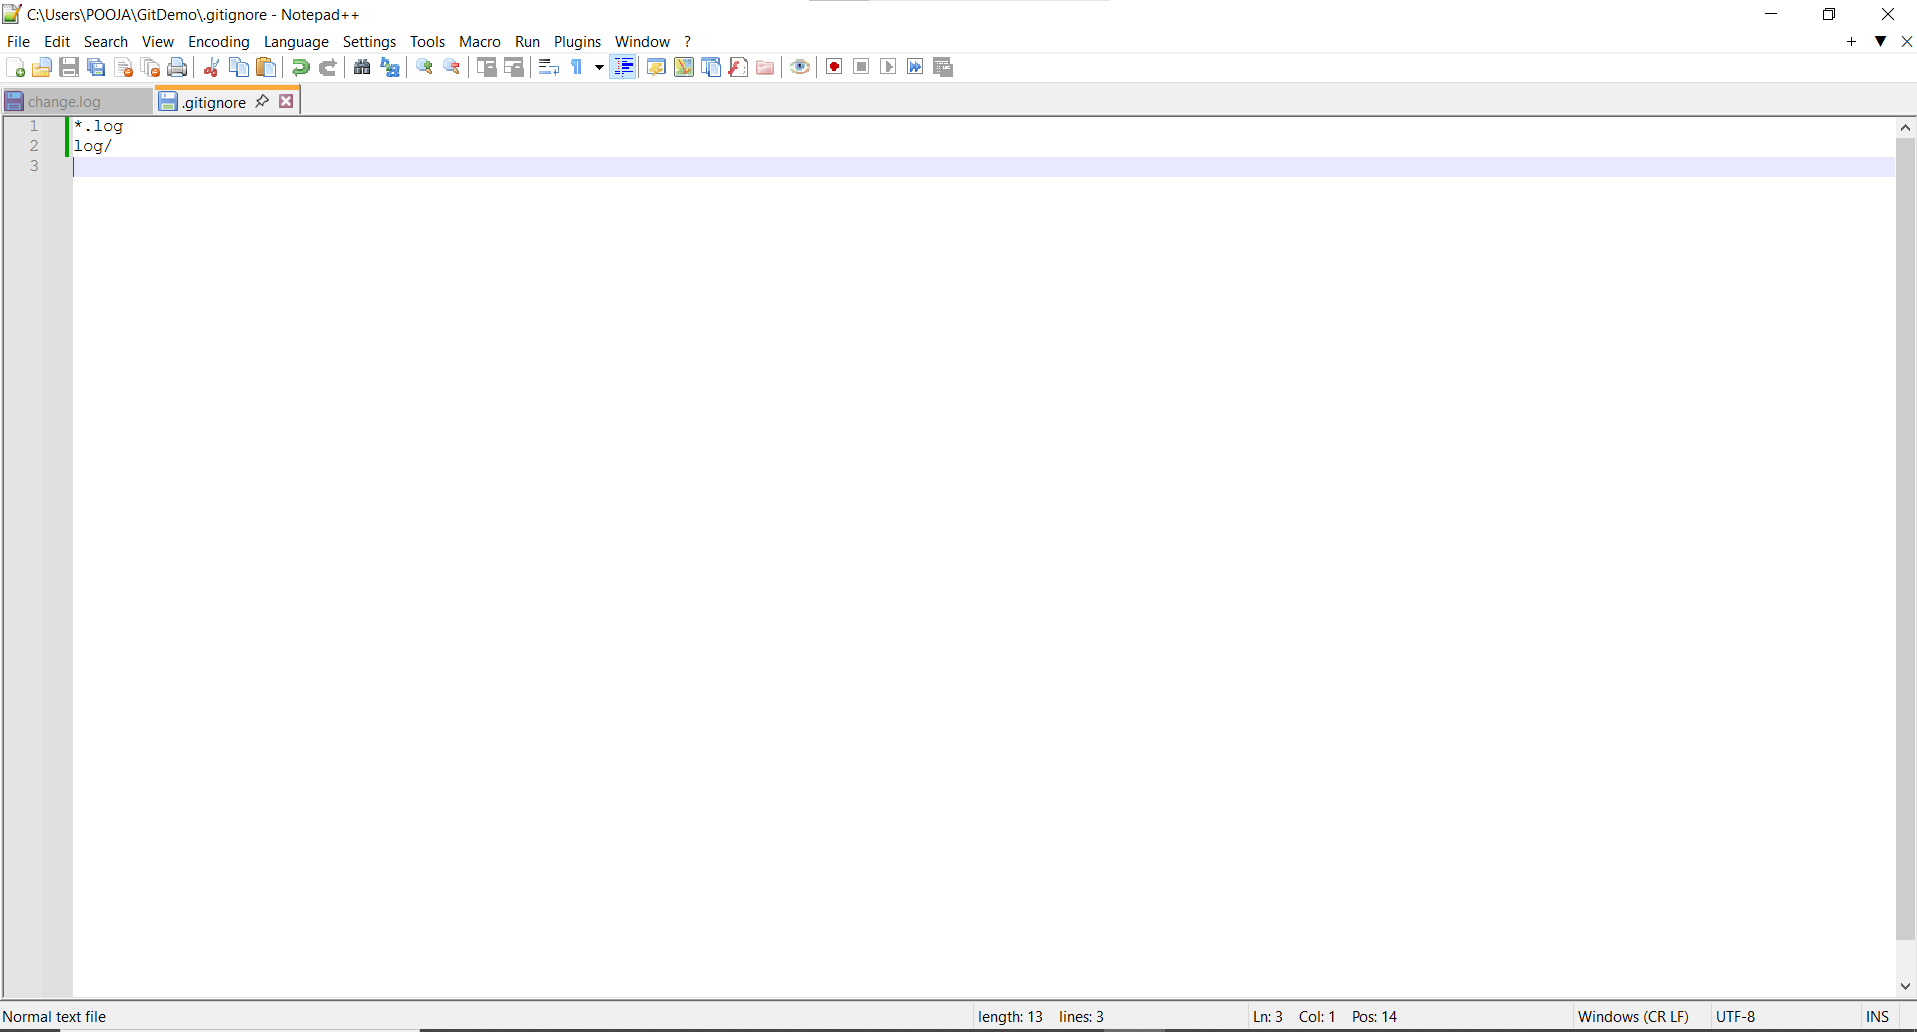 C:\Users\POOJA\GitDemo\.gitignore - Notepad++
File Edit Search View Encoding Language Settings Tools Macro Run Plugins Window ?
change.log .gitignore
1 *.log
2 log/
3
Normal text file length: 13 lines: 3 Ln: 3 Col: 1 Pos: 14 Windows (CR LF) UTF-8 INS